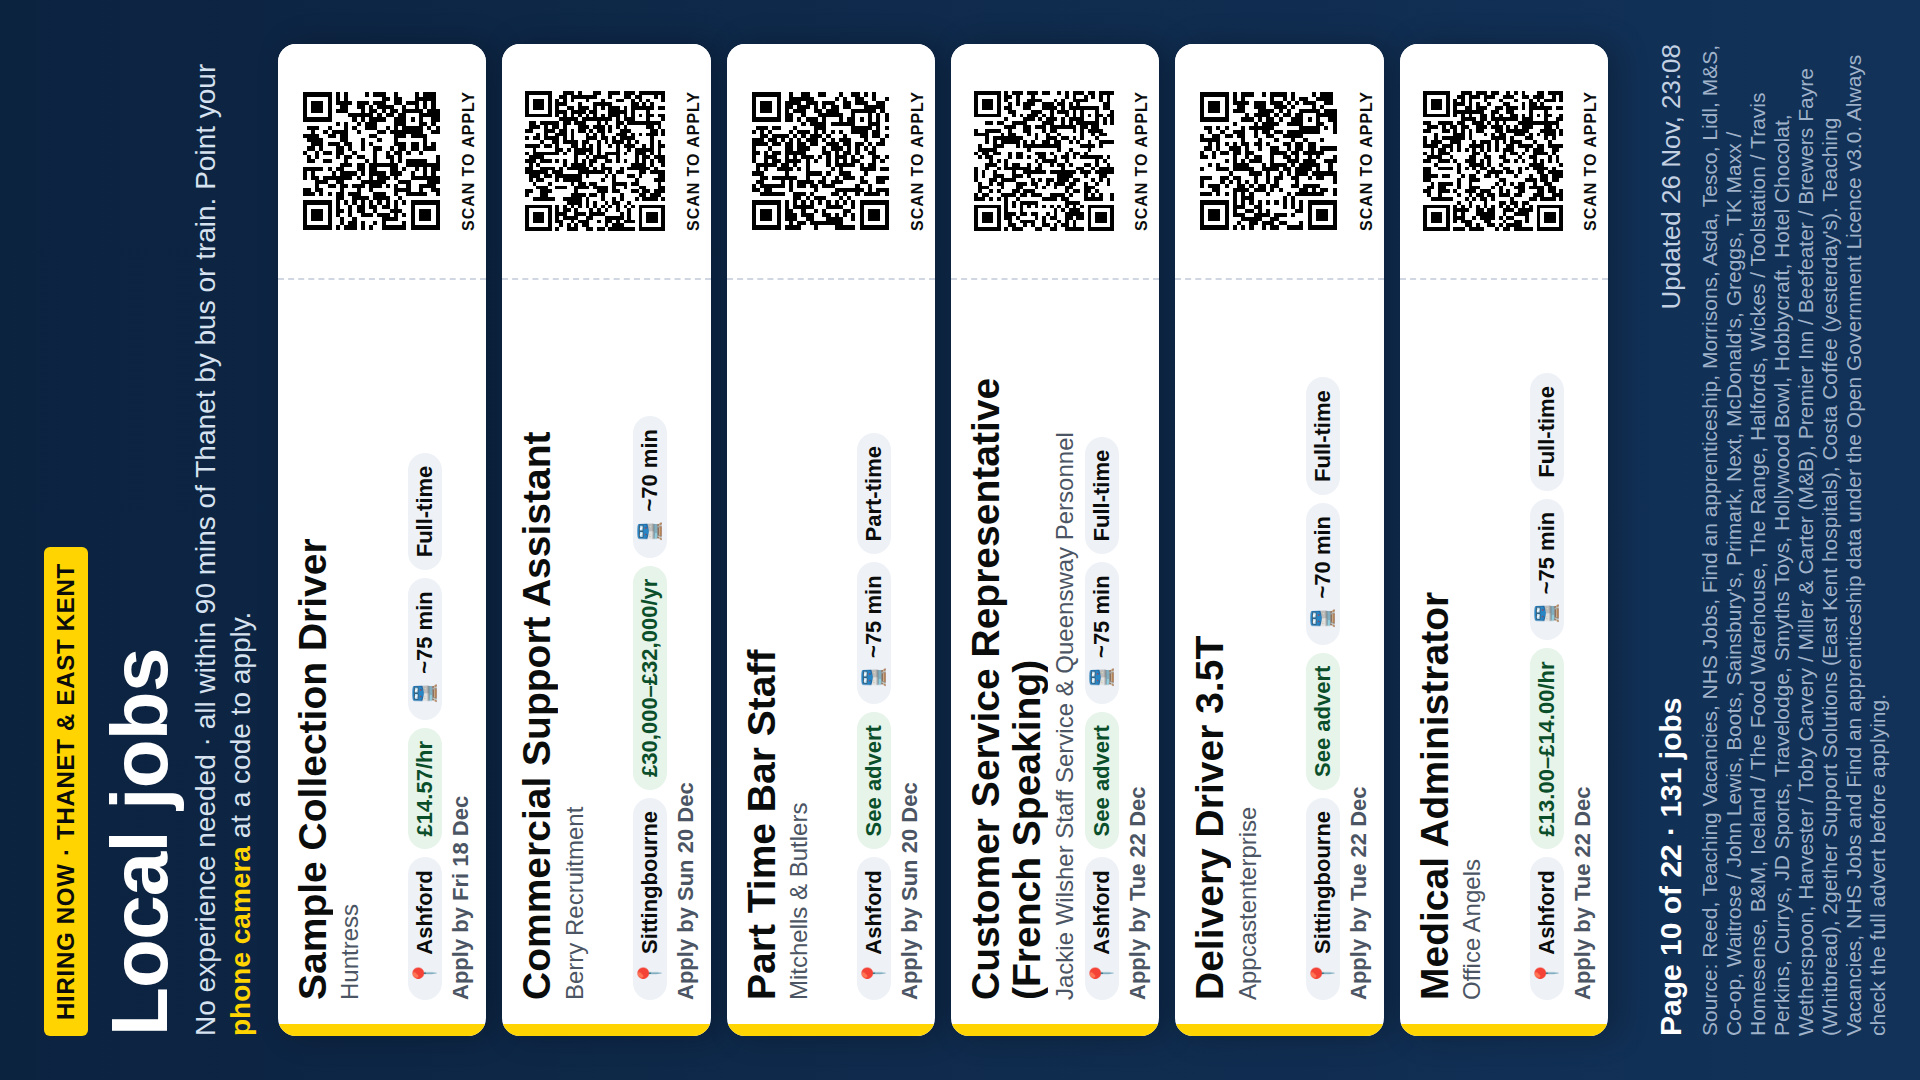 HIRING NOW · THANET & EAST KENT
Local jobs
No experience needed · all within 90 mins of Thanet by bus or train. Point your
phone camera at a code to apply.
Sample Collection Driver
Huntress
📍 Ashford
£14.57/hr
🚆 ~75 min
Full-time
Apply by Fri 18 Dec
SCAN TO APPLY
Commercial Support Assistant
Berry Recruitment
📍 Sittingbourne
£30,000–£32,000/yr
🚆 ~70 min
Apply by Sun 20 Dec
SCAN TO APPLY
Part Time Bar Staff
Mitchells & Butlers
📍 Ashford
See advert
🚆 ~75 min
Part-time
Apply by Sun 20 Dec
SCAN TO APPLY
Customer Service Representative
(French Speaking)
Jackie Wilsher Staff Service & Queensway Personnel
📍 Ashford
See advert
🚆 ~75 min
Full-time
Apply by Tue 22 Dec
SCAN TO APPLY
Delivery Driver 3.5T
Appcastenterprise
📍 Sittingbourne
See advert
🚆 ~70 min
Full-time
Apply by Tue 22 Dec
SCAN TO APPLY
Medical Administrator
Office Angels
📍 Ashford
£13.00–£14.00/hr
🚆 ~75 min
Full-time
Apply by Tue 22 Dec
SCAN TO APPLY
Page 10 of 22 · 131 jobs
Updated 26 Nov, 23:08
Source: Reed, Teaching Vacancies, NHS Jobs, Find an apprenticeship, Morrisons, Asda, Tesco, Lidl, M&S,
Co-op, Waitrose / John Lewis, Boots, Sainsbury's, Primark, Next, McDonald's, Greggs, TK Maxx /
Homesense, B&M, Iceland / The Food Warehouse, The Range, Halfords, Wickes / Toolstation / Travis
Perkins, Currys, JD Sports, Travelodge, Smyths Toys, Hollywood Bowl, Hobbycraft, Hotel Chocolat,
Wetherspoon, Harvester / Toby Carvery / Miller & Carter (M&B), Premier Inn / Beefeater / Brewers Fayre
(Whitbread), 2gether Support Solutions (East Kent hospitals), Costa Coffee (yesterday's). Teaching
Vacancies, NHS Jobs and Find an apprenticeship data under the Open Government Licence v3.0. Always
check the full advert before applying.